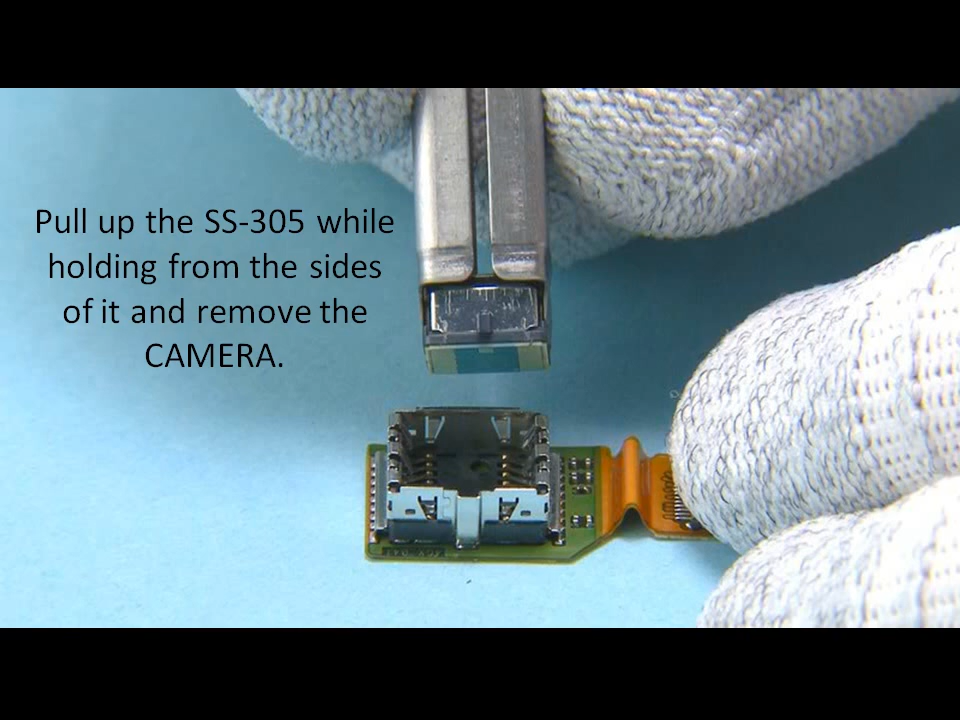 Pull up the SS-305 while
holding from the sides
of it and remove the
CAMERA.